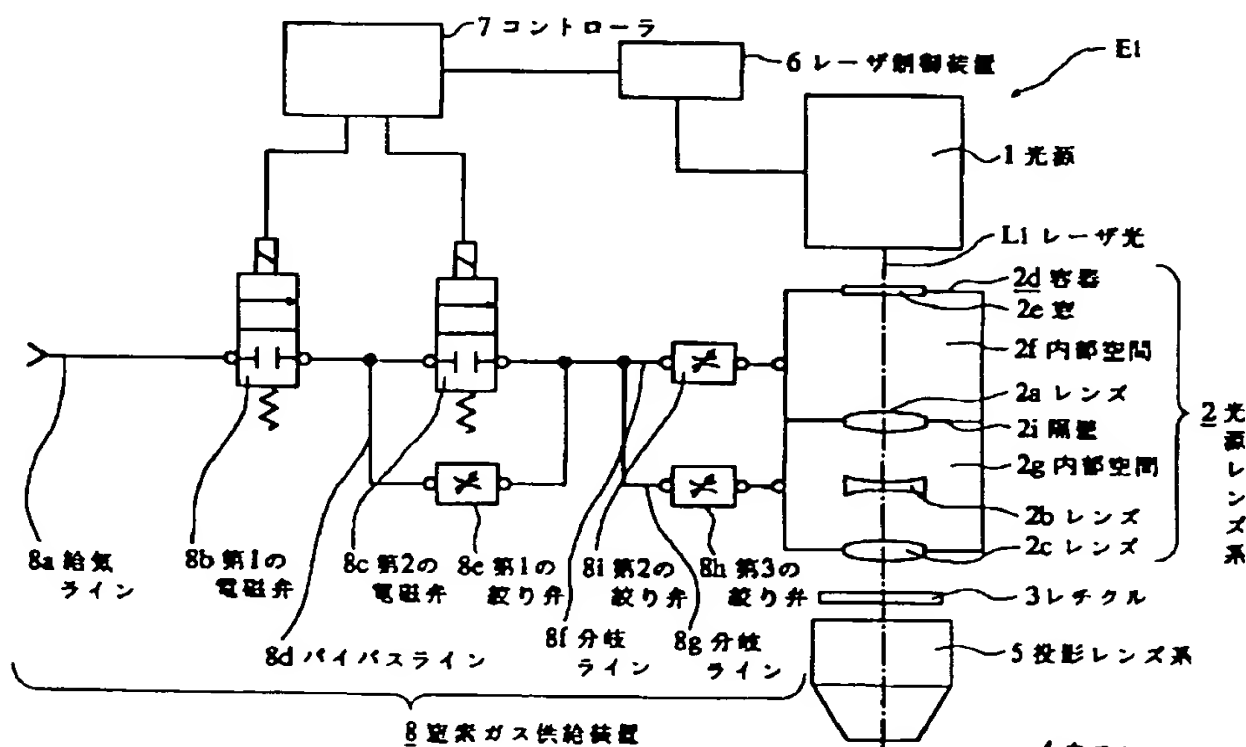 7 コントローラ
6 レーザ制御装置
E1
1 光源
L1 レーザ光
2d 容器
2e 窓
2f 内部空間
2a レンズ
2i 隔壁
2g 内部空間
2b レンズ
2c レンズ
2 光源レンズ系
3 レチクル
5 投影レンズ系
8a 給気
ライン
8b 第1の
電磁弁
8c 第2の
電磁弁
8e 第1の
絞り弁
8i 第2の
絞り弁
8h 第3の
絞り弁
8d バイパスライン
8f 分岐
ライン
8g 分岐
ライン
8 窒素ガス供給装置